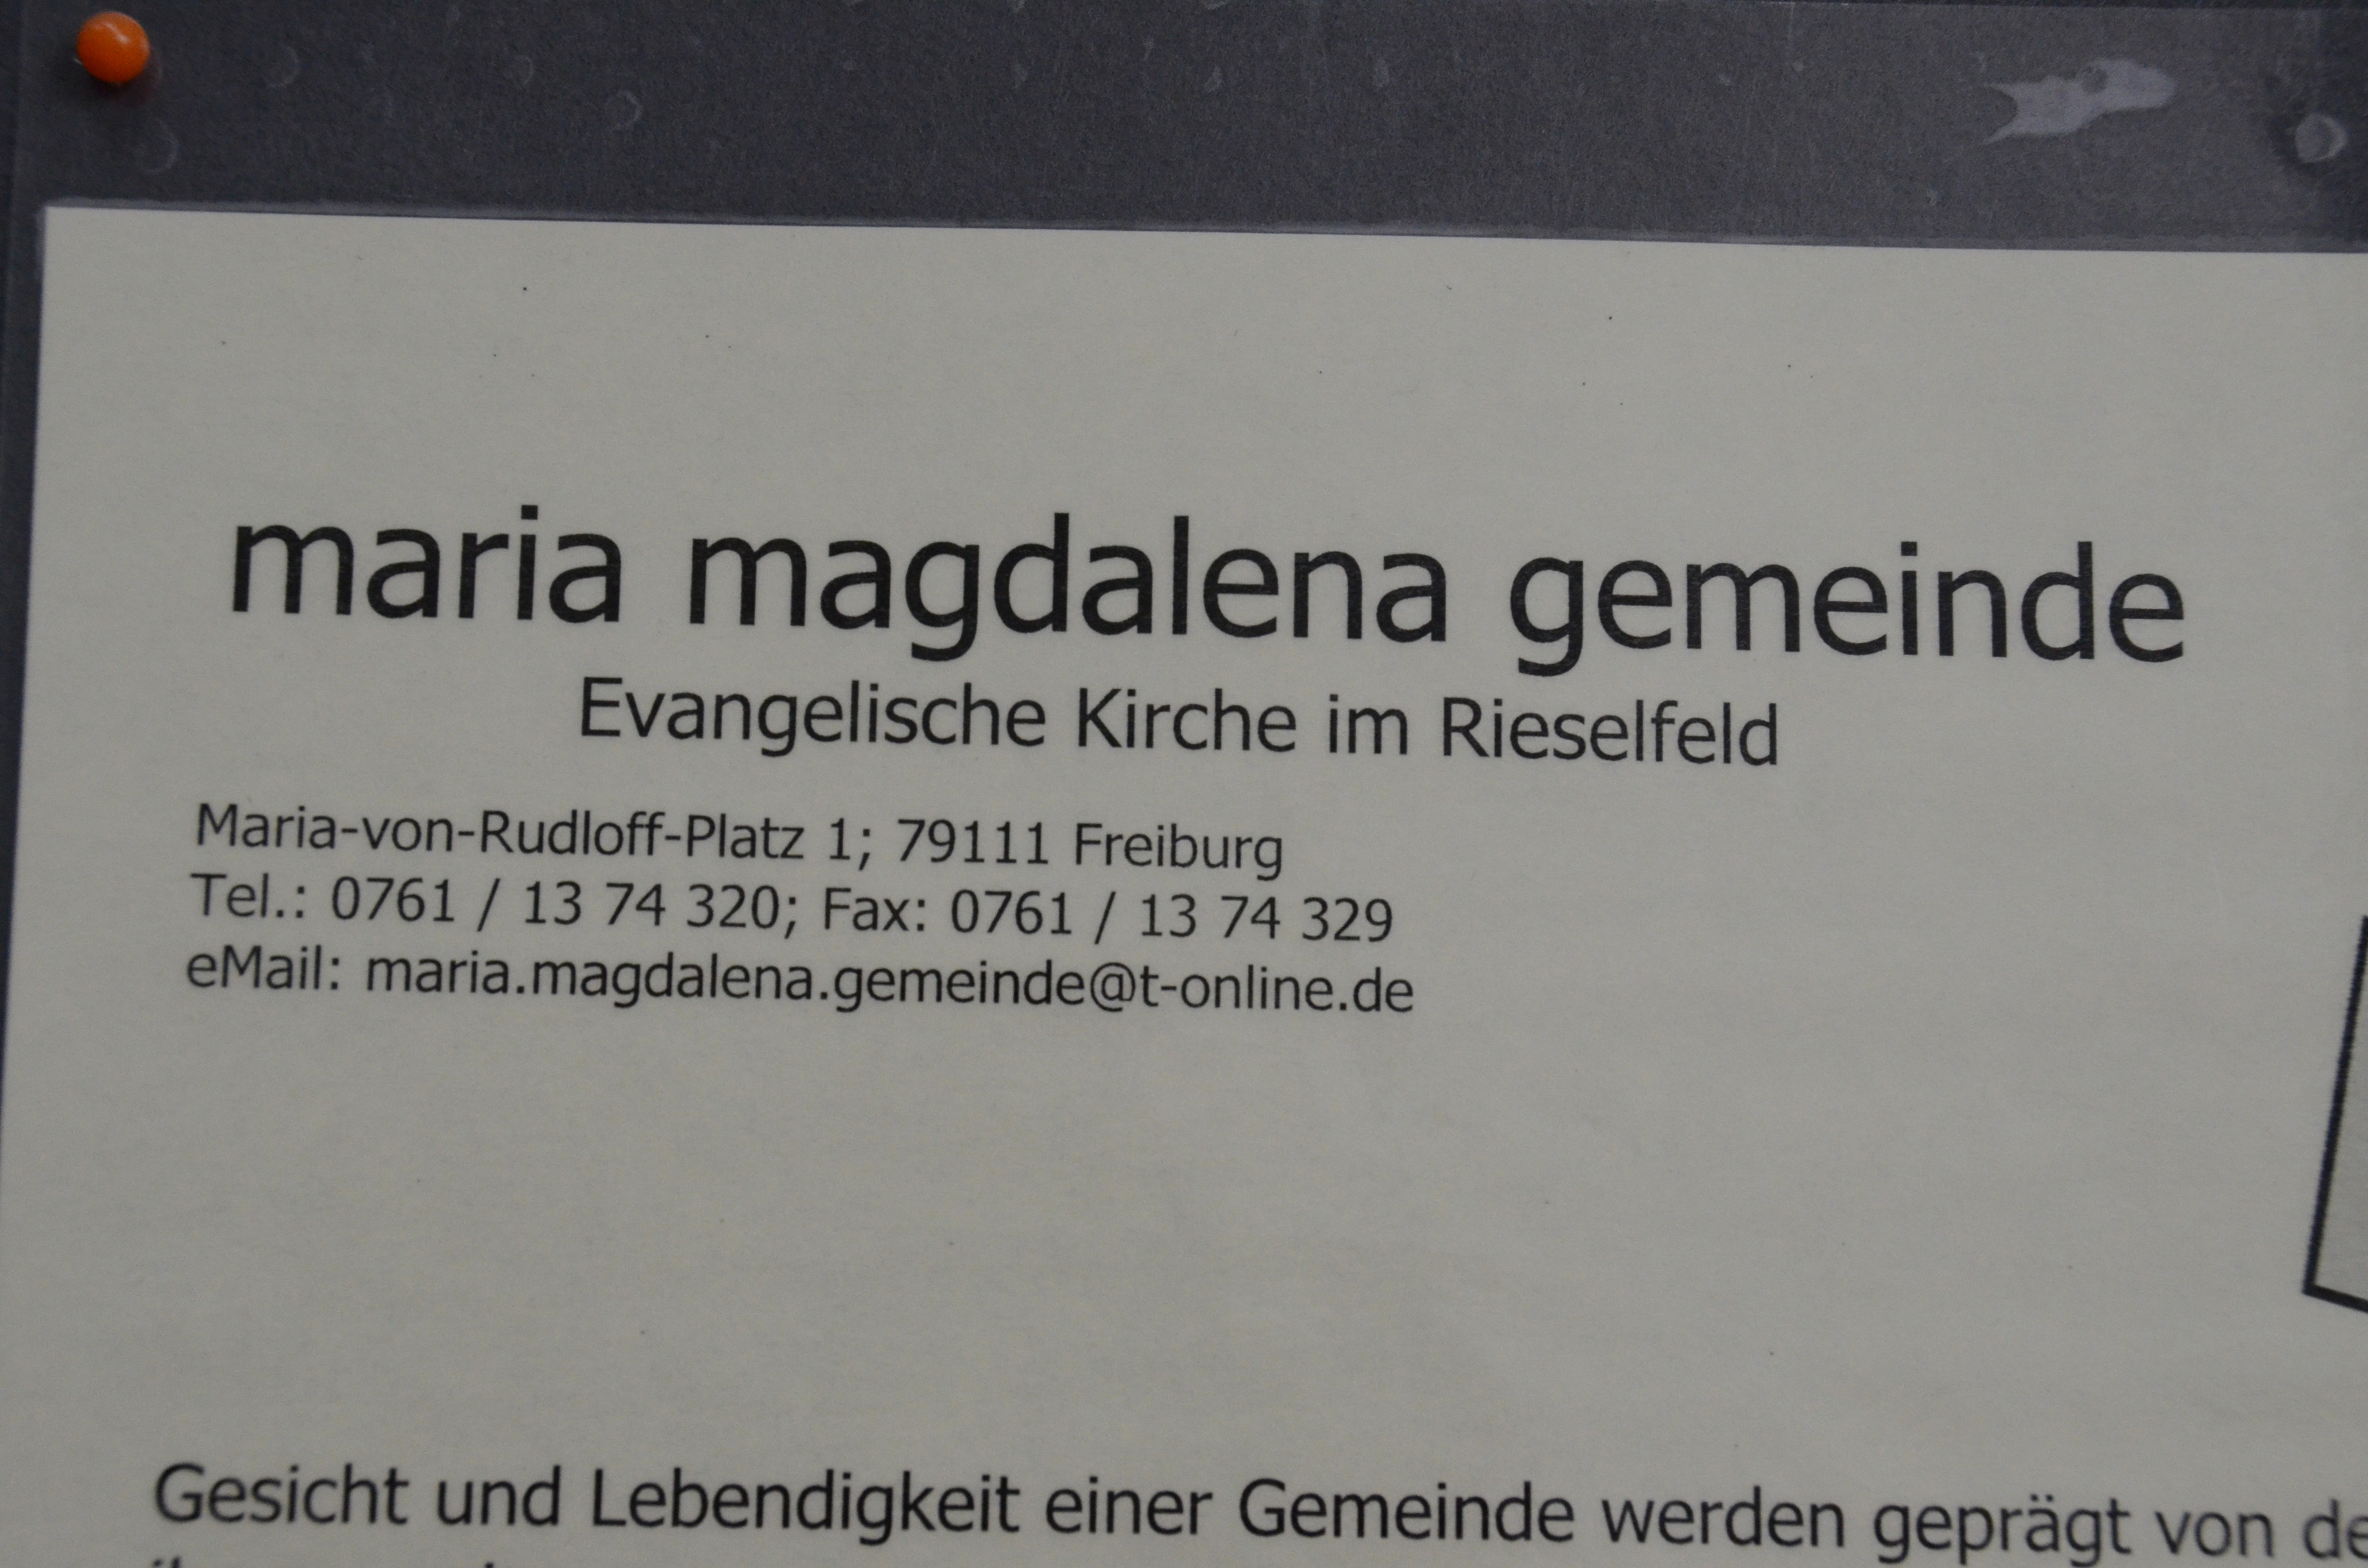 maria magdalena gemeinde
Evangelische Kirche im Rieselfeld
Maria-von-Rudloff-Platz 1; 79111 Freiburg
Tel.: 0761 / 13 74 320; Fax: 0761 / 13 74 329
eMail: maria.magdalena.gemeinde@t-online.de
Gesicht und Lebendigkeit einer Gemeinde werden geprägt von